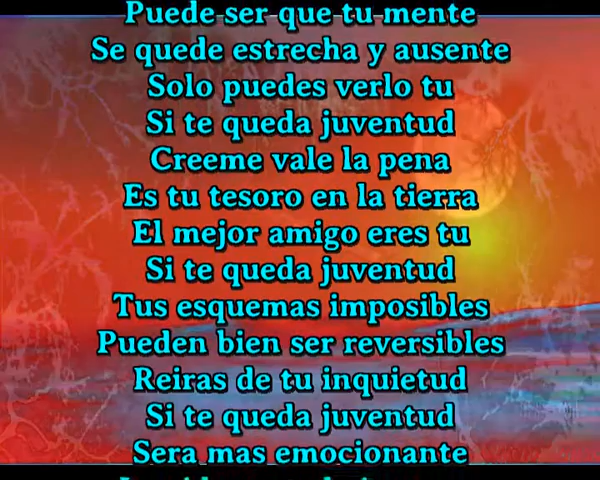 Puede ser que tu mente
Se quede estrecha y ausente
Solo puedes verlo tu
Si te queda juventud
Creeme vale la pena
Es tu tesoro en la tierra
El mejor amigo eres tu
Si te queda juventud
Tus esquemas imposibles
Pueden bien ser reversibles
Reiras de tu inquietud
Si te queda juventud
Sera mas emocionante